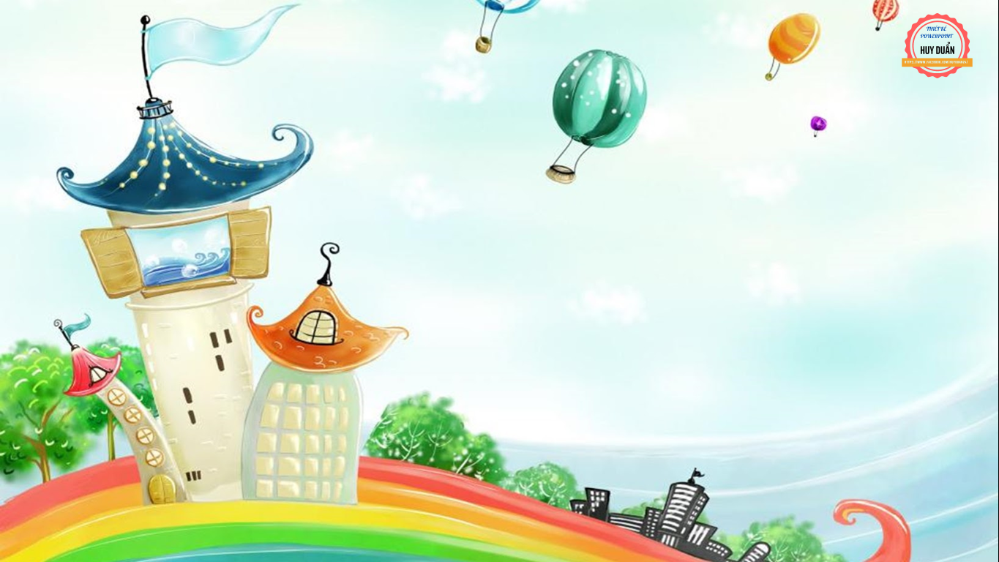 THIẾT KẾ
POWERPOINT
HUY DUẨN